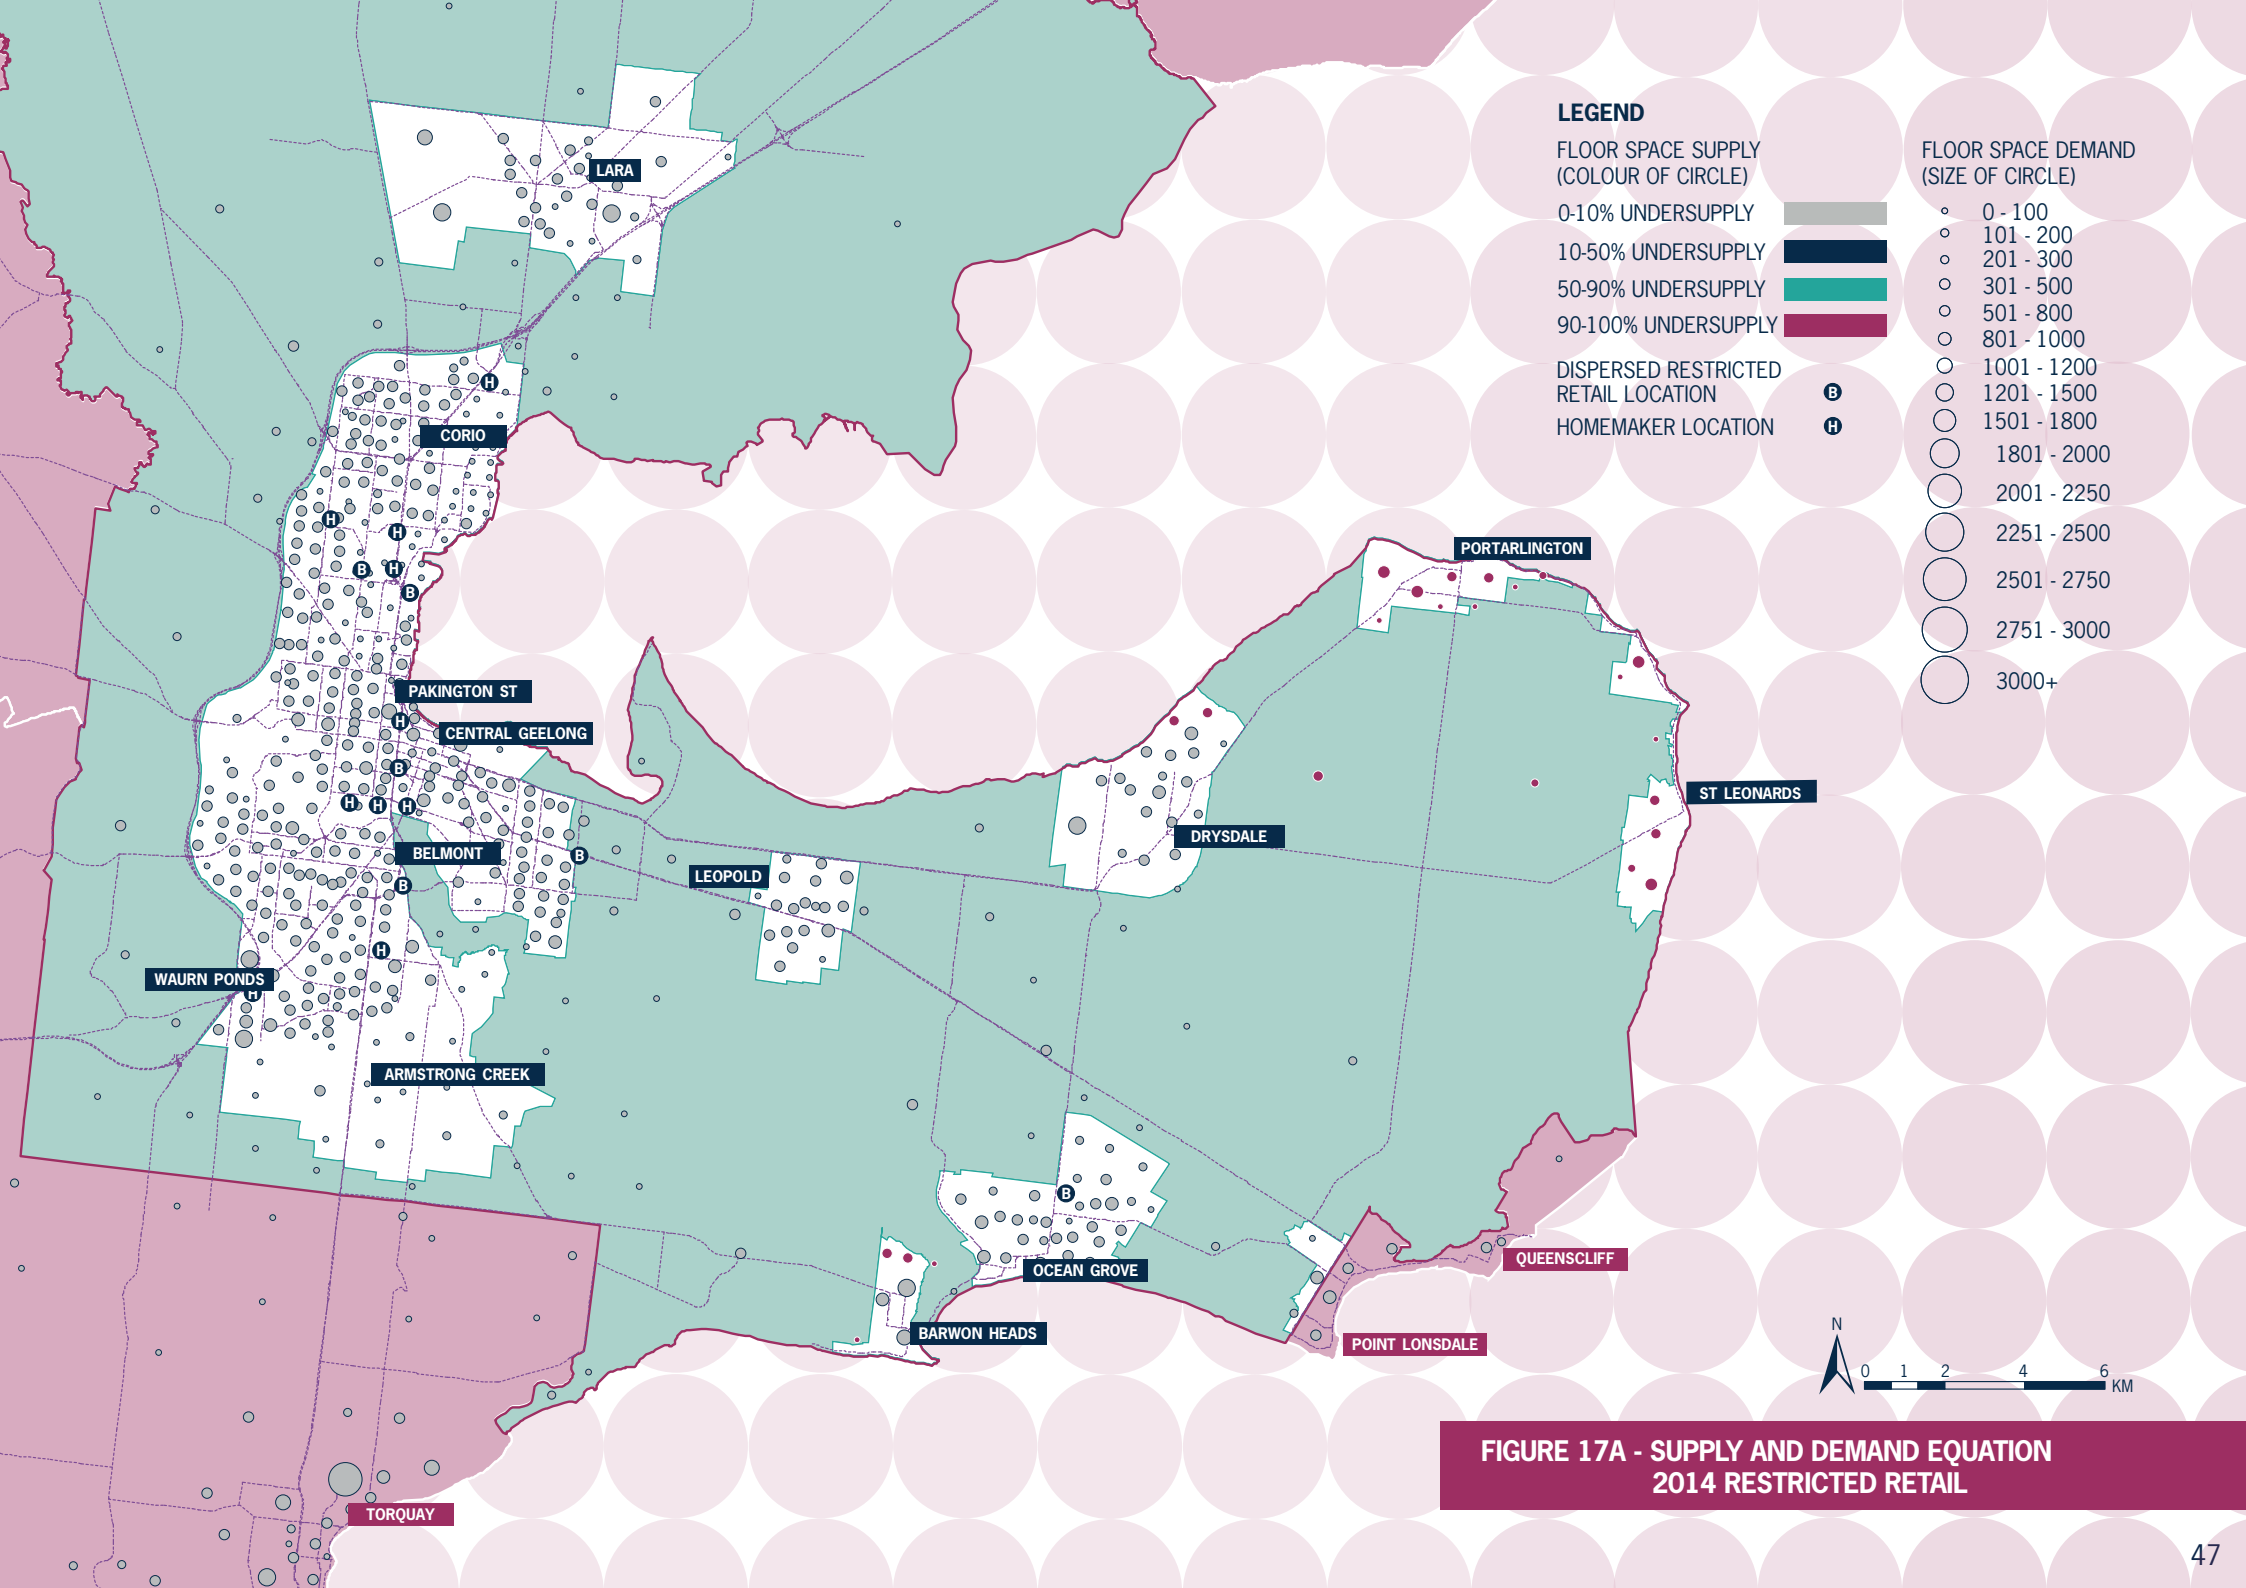 LEGEND
FLOOR SPACE SUPPLY
(COLOUR OF CIRCLE)
0-10% UNDERSUPPLY
10-50% UNDERSUPPLY
50-90% UNDERSUPPLY
90-100% UNDERSUPPLY
DISPERSED RESTRICTED
RETAIL LOCATION
B
HOMEMAKER LOCATION
H
FLOOR SPACE DEMAND
(SIZE OF CIRCLE)
0 - 100
101 - 200
201 - 300
301 - 500
501 - 800
801 - 1000
1001 - 1200
1201 - 1500
1501 - 1800
1801 - 2000
2001 - 2250
2251 - 2500
2501 - 2750
2751 - 3000
3000+
LARA
H
CORIO
H
H
B
H
B
PORTARLINGTON
PAKINGTON ST
H
CENTRAL GEELONG
B
H
H
H
ST LEONARDS
DRYSDALE
BELMONT
B
LEOPOLD
B
H
WAURN PONDS
H
ARMSTRONG CREEK
B
OCEAN GROVE
QUEENSCLIFF
BARWON HEADS
POINT LONSDALE
TORQUAY
N
0 1 2 4 6
KM
FIGURE 17A - SUPPLY AND DEMAND EQUATION
2014 RESTRICTED RETAIL
47